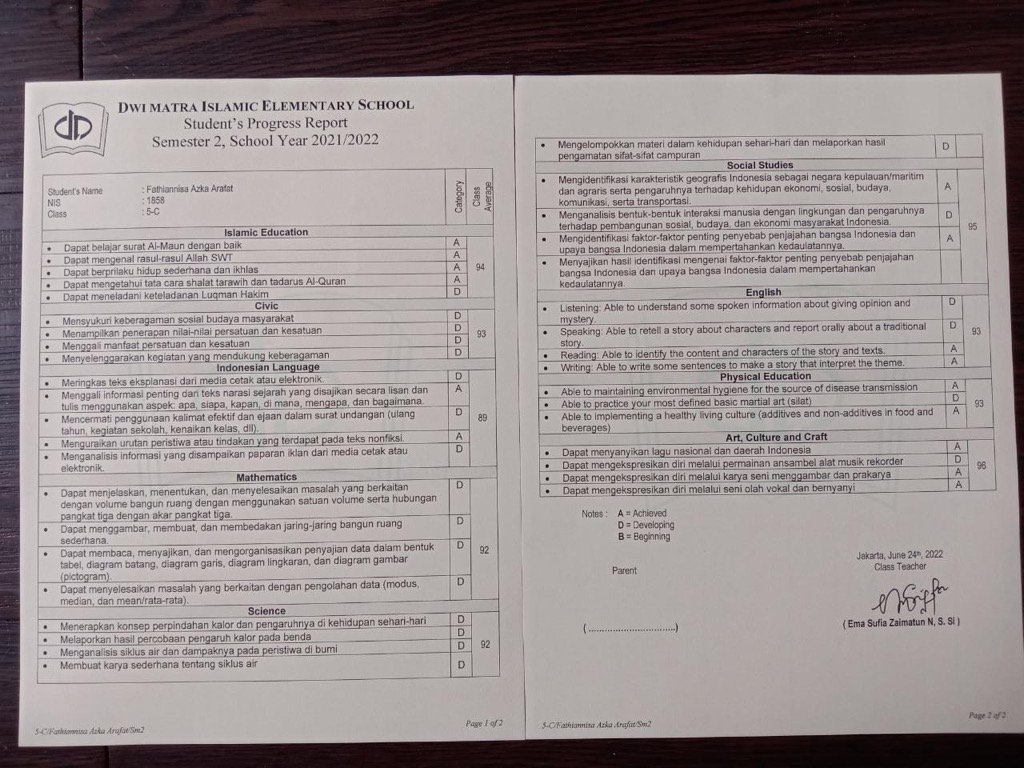 DWI MATRA ISLAMIC ELEMENTARY SCHOOL
Student's Progress Report
Semester 2, School Year 2021/2022
Student's Name : Fathiannisa Azka Arafat
NIS : 1858
Class : 5-C
Category
Class Average
Islamic Education
• Dapat belajar surat Al-Maun dengan baik A
• Dapat mengenal rasul-rasul Allah SWT A
• Dapat berprilaku hidup sederhana dan ikhlas A 94
• Dapat mengetahui tata cara shalat tarawih dan tadarus Al-Quran A
• Dapat meneladani keteladanan Luqman Hakim D
Civic
• Mensyukuri keberagaman sosial budaya masyarakat D
• Menampilkan penerapan nilai-nilai persatuan dan kesatuan D 93
• Menggali manfaat persatuan dan kesatuan D
• Menyelenggarakan kegiatan yang mendukung keberagaman D
Indonesian Language
• Meringkas teks eksplanasi dari media cetak atau elektronik. D
• Menggali informasi penting dari teks narasi sejarah yang disajikan secara lisan dan A
tulis menggunakan aspek: apa, siapa, kapan, di mana, mengapa, dan bagaimana.
• Mencermati penggunaan kalimat efektif dan ejaan dalam surat undangan (ulang D 89
tahun, kegiatan sekolah, kenaikan kelas, dll).
• Menguraikan urutan peristiwa atau tindakan yang terdapat pada teks nonfiksi. A
• Menganalisis informasi yang disampaikan paparan iklan dari media cetak atau D
elektronik.
Mathematics
• Dapat menjelaskan, menentukan, dan menyelesaikan masalah yang berkaitan D
dengan volume bangun ruang dengan menggunakan satuan volume serta hubungan
pangkat tiga dengan akar pangkat tiga.
• Dapat menggambar, membuat, dan membedakan jaring-jaring bangun ruang D
sederhana.
• Dapat membaca, menyajikan, dan mengorganisasikan penyajian data dalam bentuk D 92
tabel, diagram batang, diagram garis, diagram lingkaran, dan diagram gambar
(pictogram).
• Dapat menyelesaikan masalah yang berkaitan dengan pengolahan data (modus, D
median, dan mean/rata-rata).
Science
• Menerapkan konsep perpindahan kalor dan pengaruhnya di kehidupan sehari-hari D
• Melaporkan hasil percobaan pengaruh kalor pada benda D
• Menganalisis siklus air dan dampaknya pada peristiwa di bumi D 92
• Membuat karya sederhana tentang siklus air D
5-C/Fathiannisa Azka Arafat/Sm2 Page 1 of 2
• Mengelompokkan materi dalam kehidupan sehari-hari dan melaporkan hasil D
pengamatan sifat-sifat campuran
Social Studies
• Mengidentifikasi karakteristik geografis Indonesia sebagai negara kepulauan/maritim A
dan agraris serta pengaruhnya terhadap kehidupan ekonomi, sosial, budaya,
komunikasi, serta transportasi.
• Menganalisis bentuk-bentuk interaksi manusia dengan lingkungan dan pengaruhnya D
terhadap pembangunan sosial, budaya, dan ekonomi masyarakat Indonesia. 95
• Mengidentifikasi faktor-faktor penting penyebab penjajahan bangsa Indonesia dan A
upaya bangsa Indonesia dalam mempertahankan kedaulatannya.
• Menyajikan hasil identifikasi mengenai faktor-faktor penting penyebab penjajahan
bangsa Indonesia dan upaya bangsa Indonesia dalam mempertahankan
kedaulatannya.
English
• Listening: Able to understand some spoken information about giving opinion and D
mystery.
• Speaking: Able to retell a story about characters and report orally about a traditional D 93
story.
• Reading: Able to identify the content and characters of the story and texts. A
• Writing: Able to write some sentences to make a story that interpret the theme. A
Physical Education
• Able to maintaining environmental hygiene for the source of disease transmission A
• Able to practice your most defined basic martial art (silat) D 93
• Able to implementing a healthy living culture (additives and non-additives in food and A
beverages)
Art, Culture and Craft
• Dapat menyanyikan lagu nasional dan daerah Indonesia A
• Dapat mengekspresikan diri melalui permainan ansambel alat musik rekorder D 96
• Dapat mengekspresikan diri melalui karya seni menggambar dan prakarya A
• Dapat mengekspresikan diri melalui seni olah vokal dan bernyanyi A
Notes : A = Achieved
D = Developing
B = Beginning
Jakarta, June 24th, 2022
Parent Class Teacher
(..............................) ( Ema Sufia Zaimatun N, S. Si )
5-C/Fathiannisa Azka Arafat/Sm2 Page 2 of 2